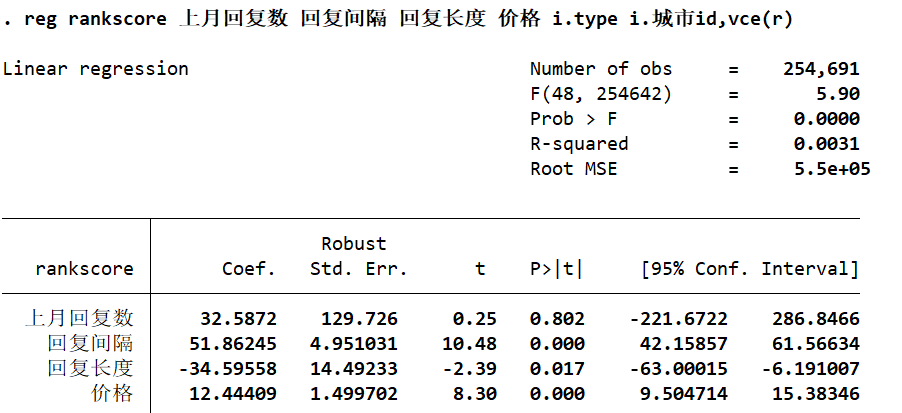 . reg rankscore 上月回复数 回复间隔 回复长度 价格 i.type i.城市id,vce(r)
Linear regression Number of obs = 254,691
F(48, 254642) = 5.90
Prob > F = 0.0000
R-squared = 0.0031
Root MSE = 5.5e+05
Robust
rankscore Coef. Std. Err. t P>|t| [95% Conf. Interval]
上月回复数 32.5872 129.726 0.25 0.802 -221.6722 286.8466
回复间隔 51.86245 4.951031 10.48 0.000 42.15857 61.56634
回复长度 -34.59558 14.49233 -2.39 0.017 -63.00015 -6.191007
价格 12.44409 1.499702 8.30 0.000 9.504714 15.38346